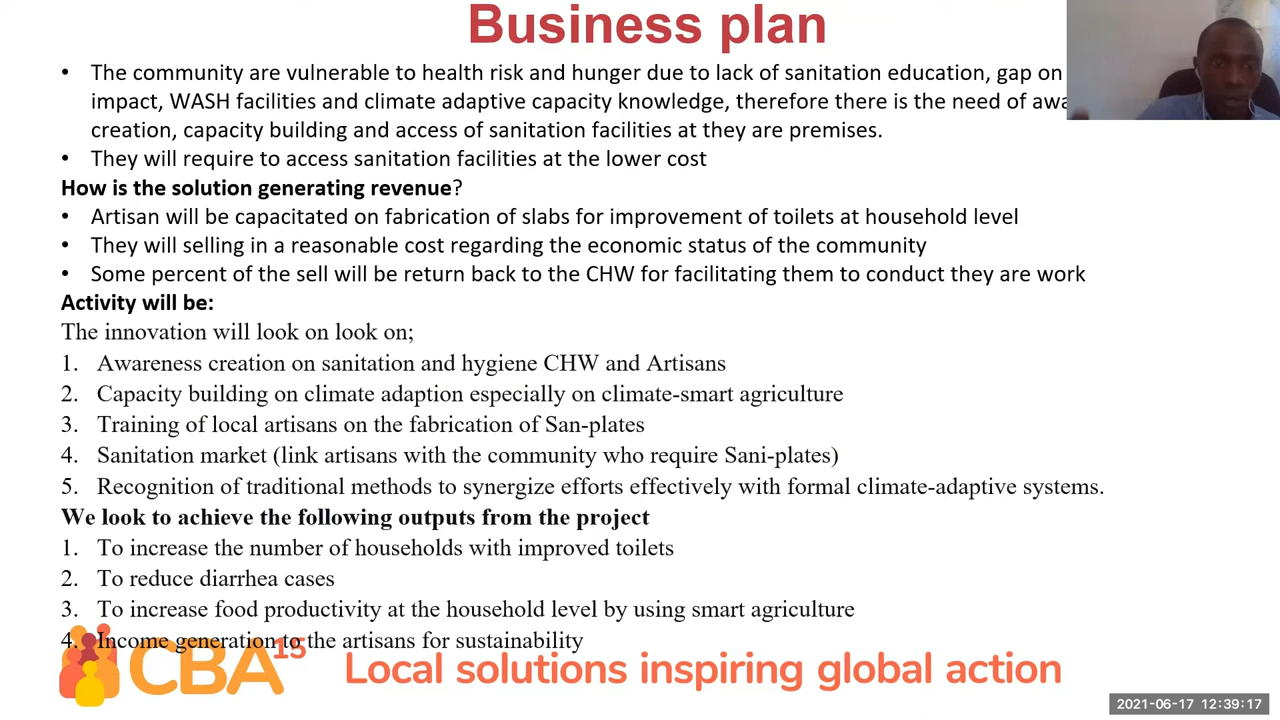 Business plan
• The community are vulnerable to health risk and hunger due to lack of sanitation education, gap on
impact, WASH facilities and climate adaptive capacity knowledge, therefore there is the need of
creation, capacity building and access of sanitation facilities at they are premises.
• They will require to access sanitation facilities at the lower cost
How is the solution generating revenue?
• Artisan will be capacitated on fabrication of slabs for improvement of toilets at household level
• They will selling in a reasonable cost regarding the economic status of the community
• Some percent of the sell will be return back to the CHW for facilitating them to conduct they are work
Activity will be:
The innovation will look on look on;
1. Awareness creation on sanitation and hygiene CHW and Artisans
2. Capacity building on climate adaption especially on climate-smart agriculture
3. Training of local artisans on the fabrication of San-plates
4. Sanitation market (link artisans with the community who require Sani-plates)
5. Recognition of traditional methods to synergize efforts effectively with formal climate-adaptive systems.
We look to achieve the following outputs from the project
1. To increase the number of households with improved toilets
2. To reduce diarrhea cases
3. To increase food productivity at the household level by using smart agriculture
4. Income generation to the artisans for sustainability
CBA15 Local solutions inspiring global action
2021-06-17 12:39:17